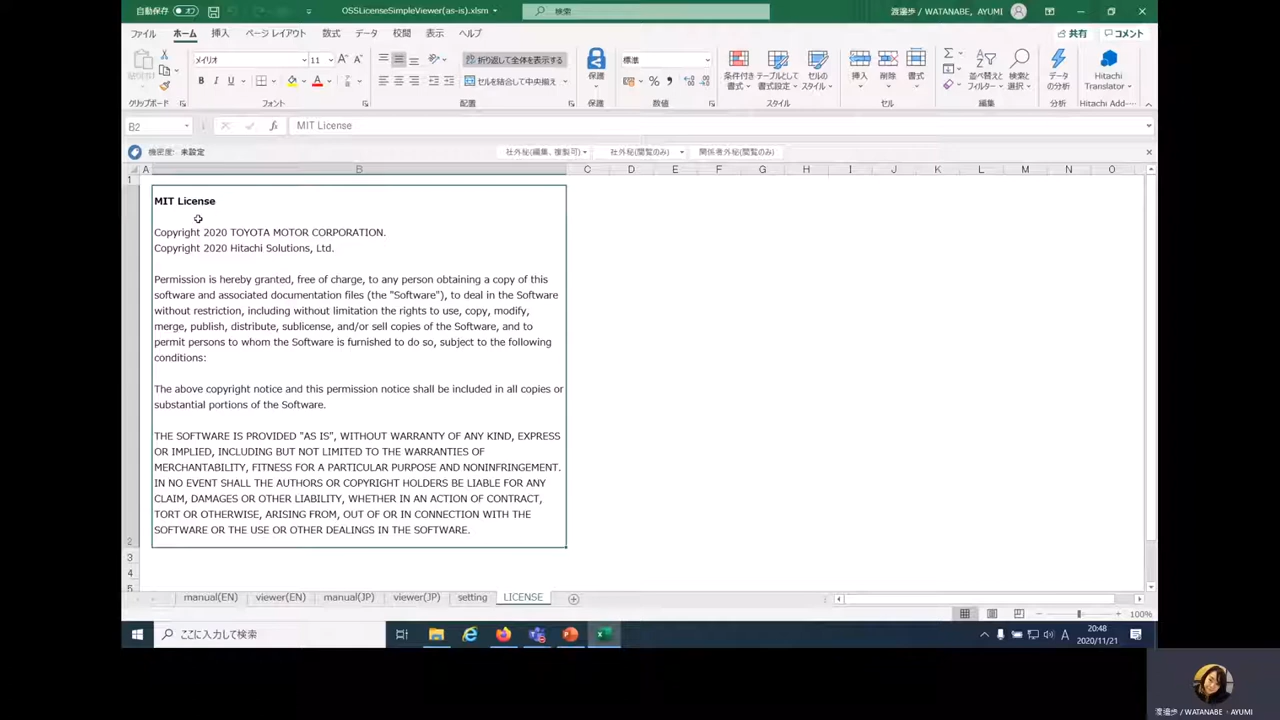 自動保存 オフ
OSSLicenseSimpleViewer(as-is).xlsm
検索
渡邊歩 / WATANABE, AYUMI
ファイル ホーム 挿入 ページ レイアウト 数式 データ 校閲 表示 ヘルプ
共有 コメント
貼り付け
メイリオ 11
B I U
折り返して全体を表示する
セルを結合して中央揃え
保護
標準
条件付き書式
テーブルとして書式設定
セルのスタイル
挿入
削除
書式
並べ替えとフィルター
検索と選択
データの分析
Hitachi Translator
クリップボード フォント 配置 保護 数値 スタイル セル 編集 分析 Hitachi Add-...
B2
MIT License
機密度: 未設定 社外秘(編集、複製可) 社外秘(閲覧のみ) 関係者外秘(閲覧のみ)
A B C D E F G H I J K L M N O
1
MIT License
Copyright 2020 TOYOTA MOTOR CORPORATION.
Copyright 2020 Hitachi Solutions, Ltd.
Permission is hereby granted, free of charge, to any person obtaining a copy of this
software and associated documentation files (the "Software"), to deal in the Software
without restriction, including without limitation the rights to use, copy, modify,
merge, publish, distribute, sublicense, and/or sell copies of the Software, and to
permit persons to whom the Software is furnished to do so, subject to the following
conditions:
The above copyright notice and this permission notice shall be included in all copies or
substantial portions of the Software.
THE SOFTWARE IS PROVIDED "AS IS", WITHOUT WARRANTY OF ANY KIND, EXPRESS
OR IMPLIED, INCLUDING BUT NOT LIMITED TO THE WARRANTIES OF
MERCHANTABILITY, FITNESS FOR A PARTICULAR PURPOSE AND NONINFRINGEMENT.
IN NO EVENT SHALL THE AUTHORS OR COPYRIGHT HOLDERS BE LIABLE FOR ANY
CLAIM, DAMAGES OR OTHER LIABILITY, WHETHER IN AN ACTION OF CONTRACT,
TORT OR OTHERWISE, ARISING FROM, OUT OF OR IN CONNECTION WITH THE
SOFTWARE OR THE USE OR OTHER DEALINGS IN THE SOFTWARE.
2
3
4
5
manual(EN) viewer(EN) manual(JP) viewer(JP) setting LICENSE
100%
ここに入力して検索
A
20:48
2020/11/21
渡邊歩 / WATANABE, AYUMI